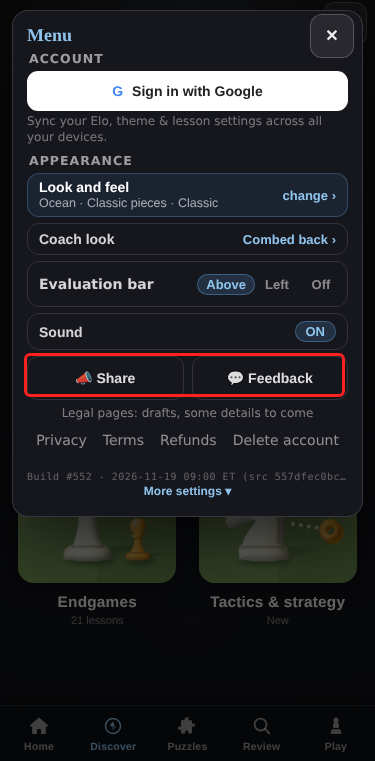 Menu
×
ACCOUNT
G Sign in with Google
Sync your Elo, theme & lesson settings across all
your devices.
APPEARANCE
Look and feel
Ocean · Classic pieces · Classic
change ›
Coach look
Combed back ›
Evaluation bar
Above Left Off
Sound
ON
📣 Share
💬 Feedback
Legal pages: drafts, some details to come
Privacy Terms Refunds Delete account
Build #552 - 2026-11-19 09:00 ET (src 557dfec0bc…
More settings ▾
Endgames
21 lessons
Tactics & strategy
New
Home Discover Puzzles Review Play